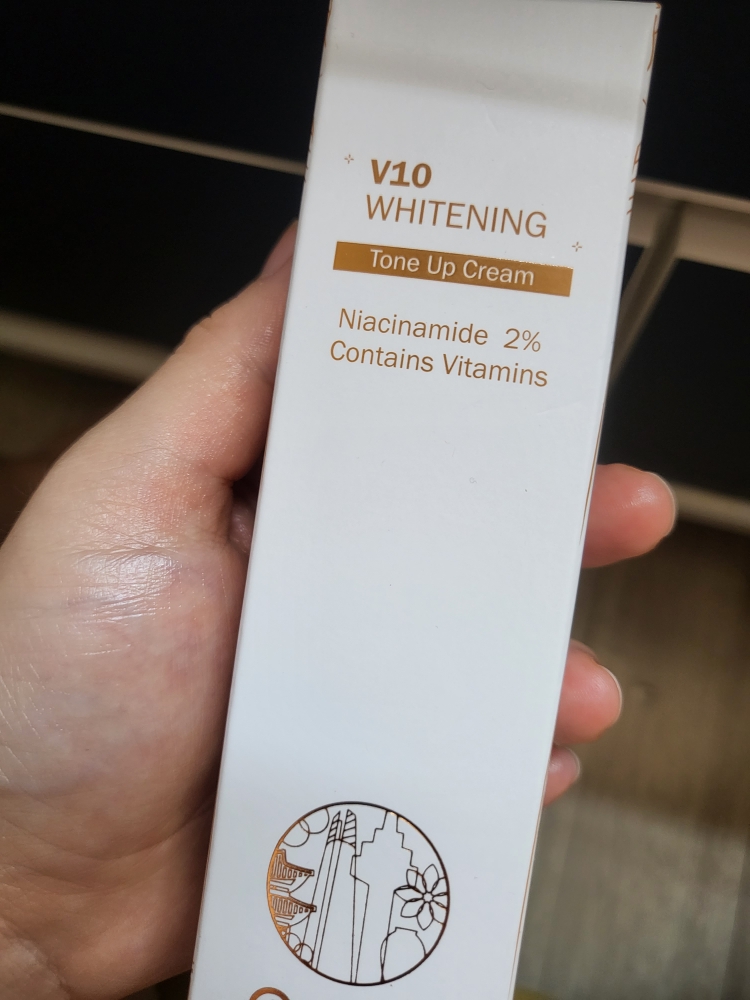 V10
WHITENING
Tone Up Cream
Niacinamide 2%
Contains Vitamins